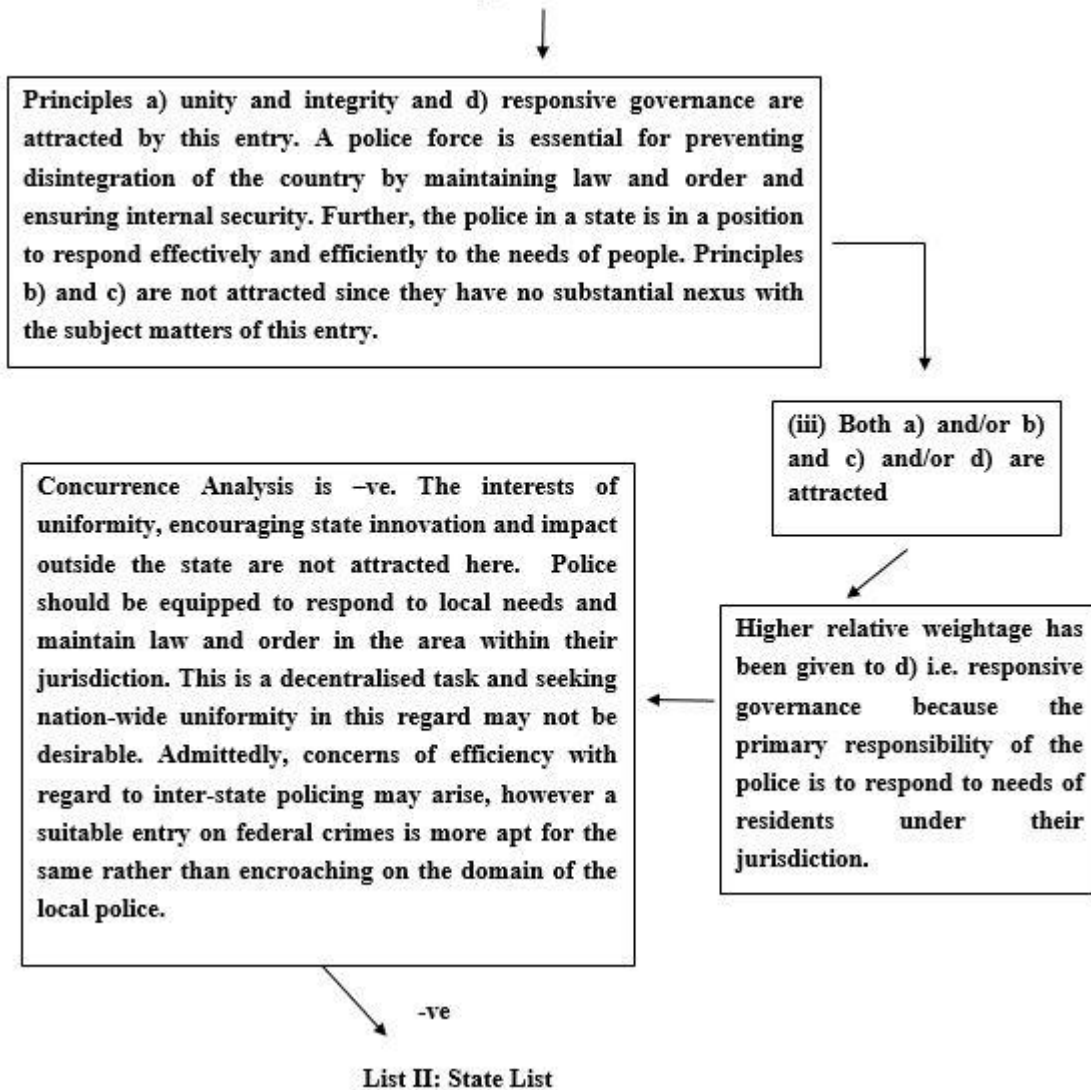 Principles a) unity and integrity and d) responsive governance are
attracted by this entry. A police force is essential for preventing
disintegration of the country by maintaining law and order and
ensuring internal security. Further, the police in a state is in a position
to respond effectively and efficiently to the needs of people. Principles
b) and c) are not attracted since they have no substantial nexus with
the subject matters of this entry.
(iii) Both a) and/or b)
and c) and/or d) are
attracted
Higher relative weightage has
been given to d) i.e. responsive
governance because the
primary responsibility of the
police is to respond to needs of
residents under their
jurisdiction.
Concurrence Analysis is –ve. The interests of
uniformity, encouraging state innovation and impact
outside the state are not attracted here. Police
should be equipped to respond to local needs and
maintain law and order in the area within their
jurisdiction. This is a decentralised task and seeking
nation-wide uniformity in this regard may not be
desirable. Admittedly, concerns of efficiency with
regard to inter-state policing may arise, however a
suitable entry on federal crimes is more apt for the
same rather than encroaching on the domain of the
local police.
-ve
List II: State List